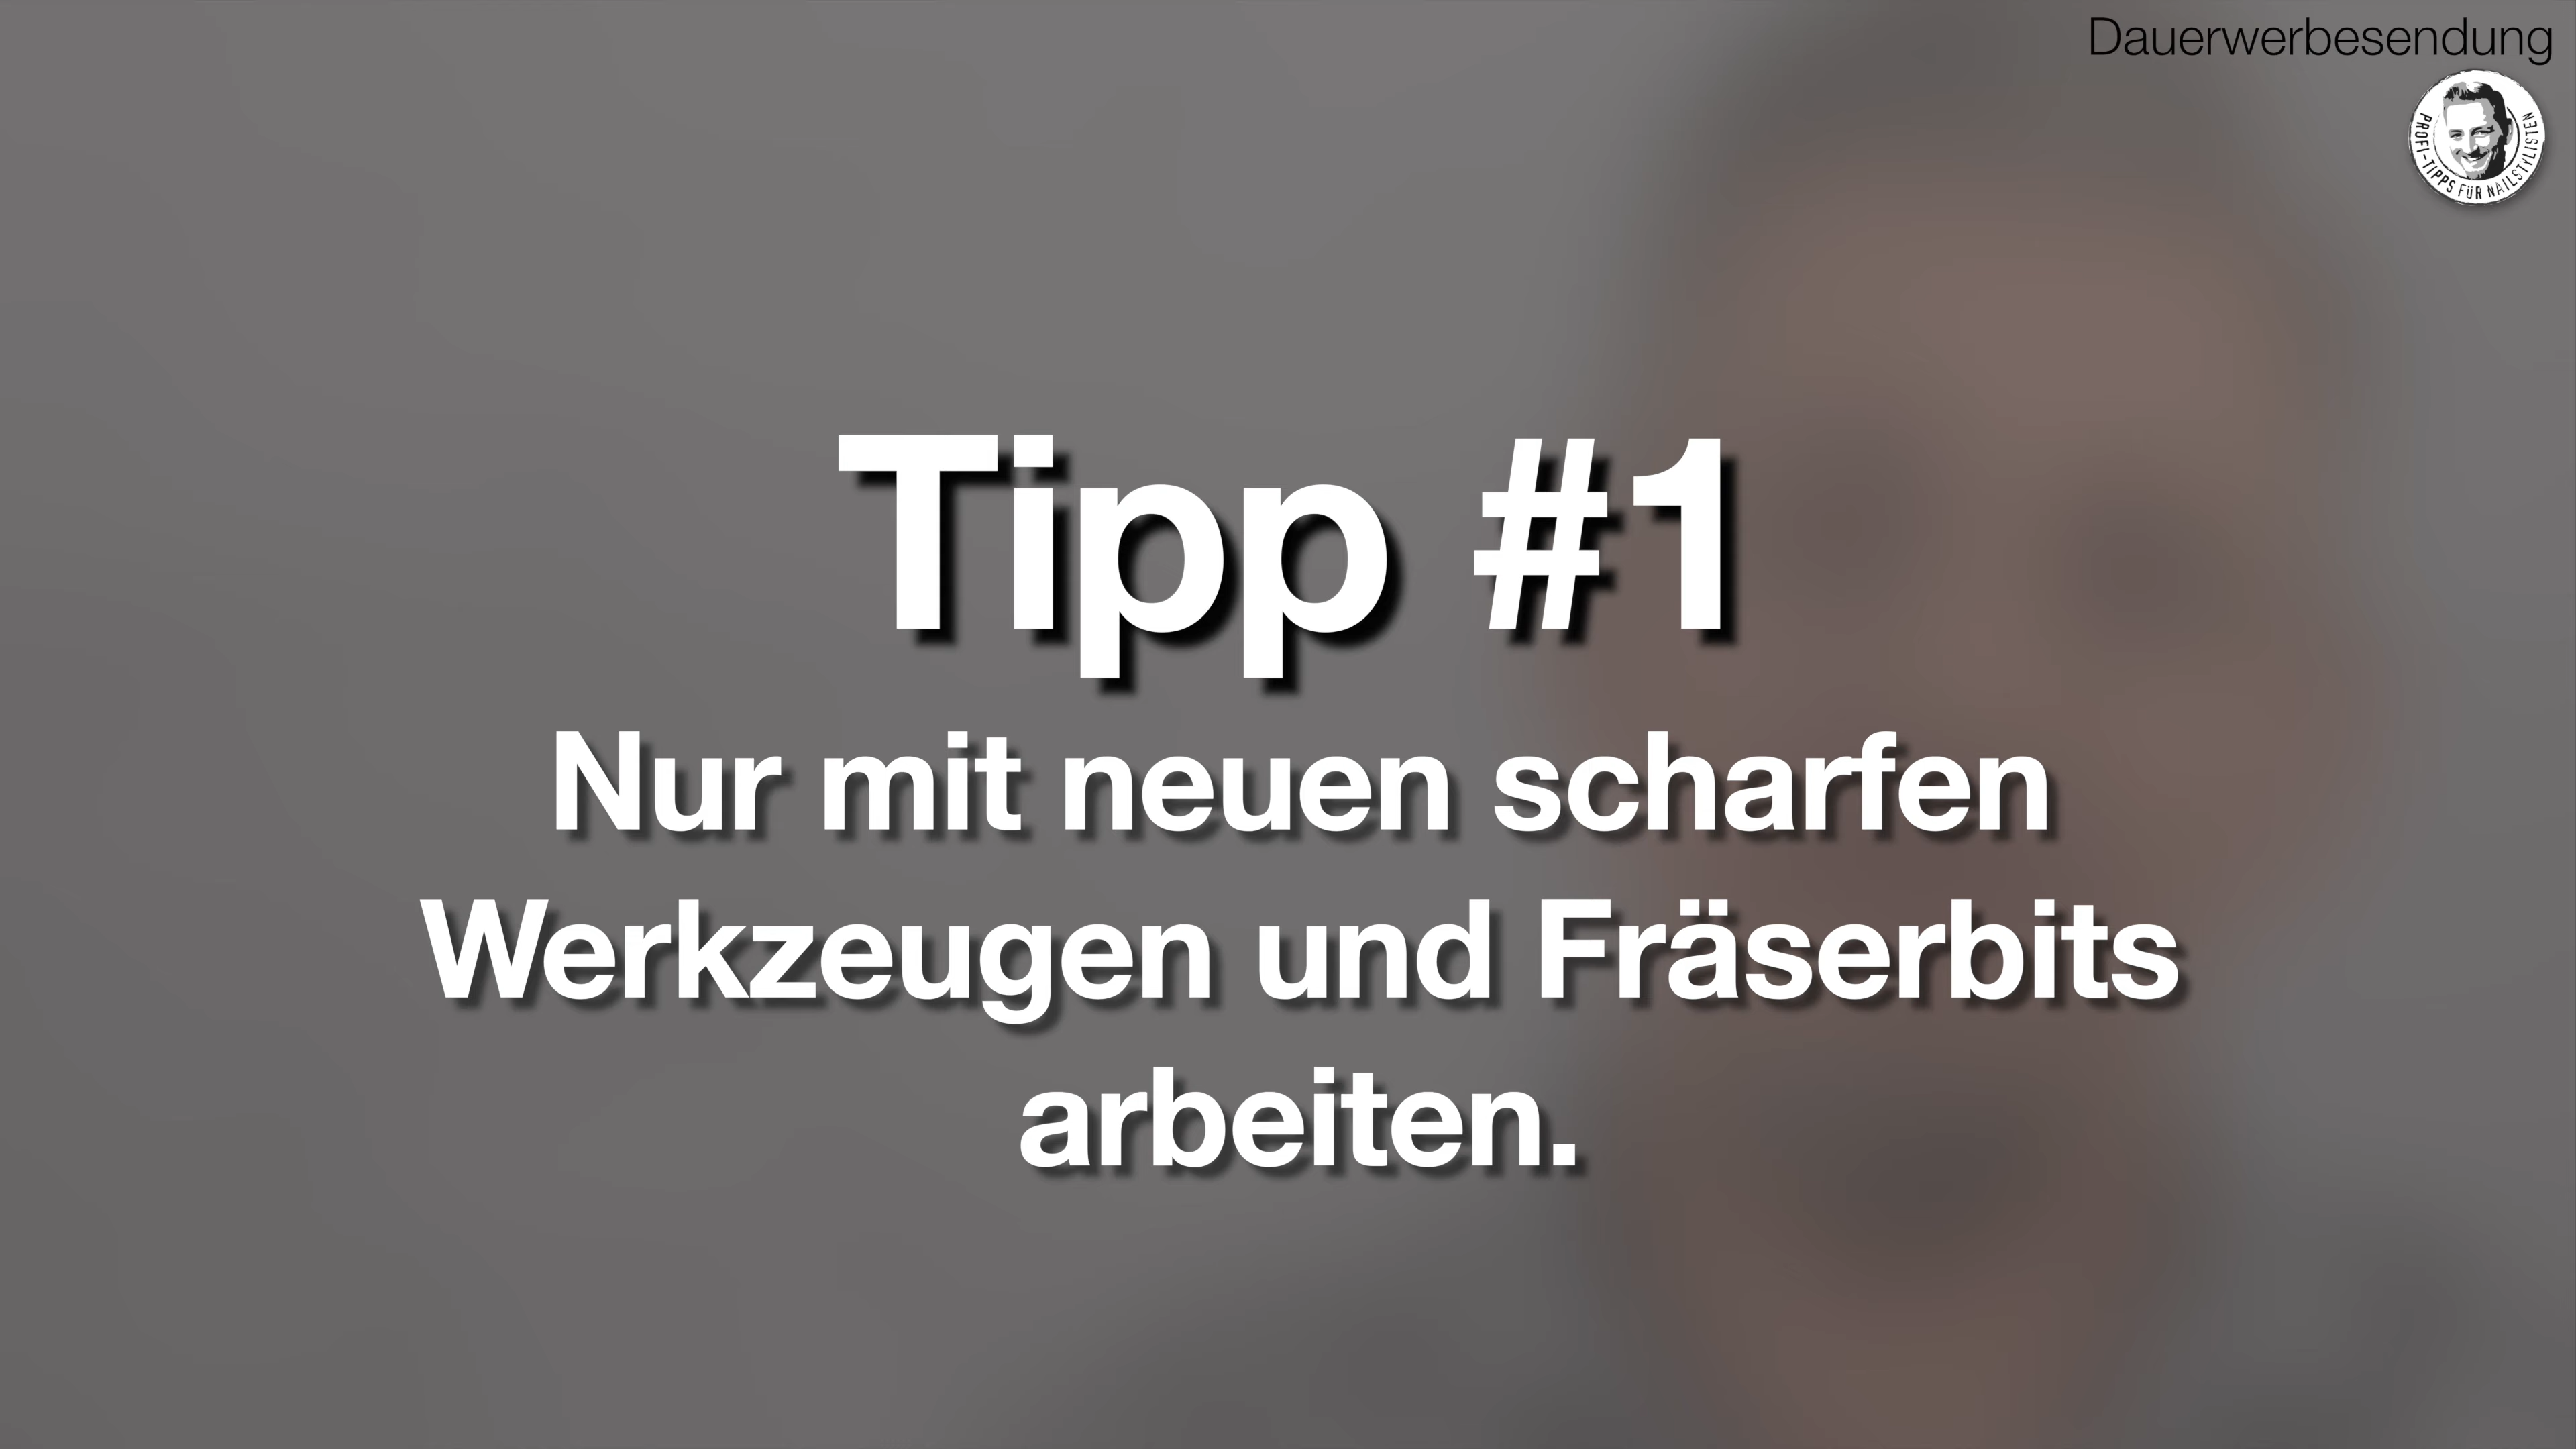 Dauerwerbesendung
PROFI-TIPPS FÜR NAILSTYLISTEN
Tipp #1
Nur mit neuen scharfen
Werkzeugen und Fräserbits
arbeiten.